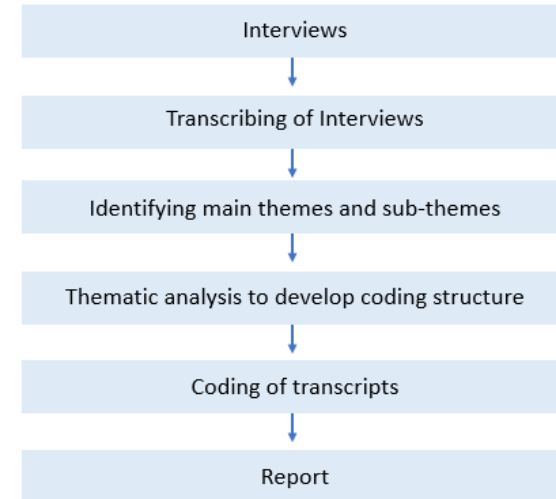 Interviews
Transcribing of Interviews
Identifying main themes and sub-themes
Thematic analysis to develop coding structure
Coding of transcripts
Report